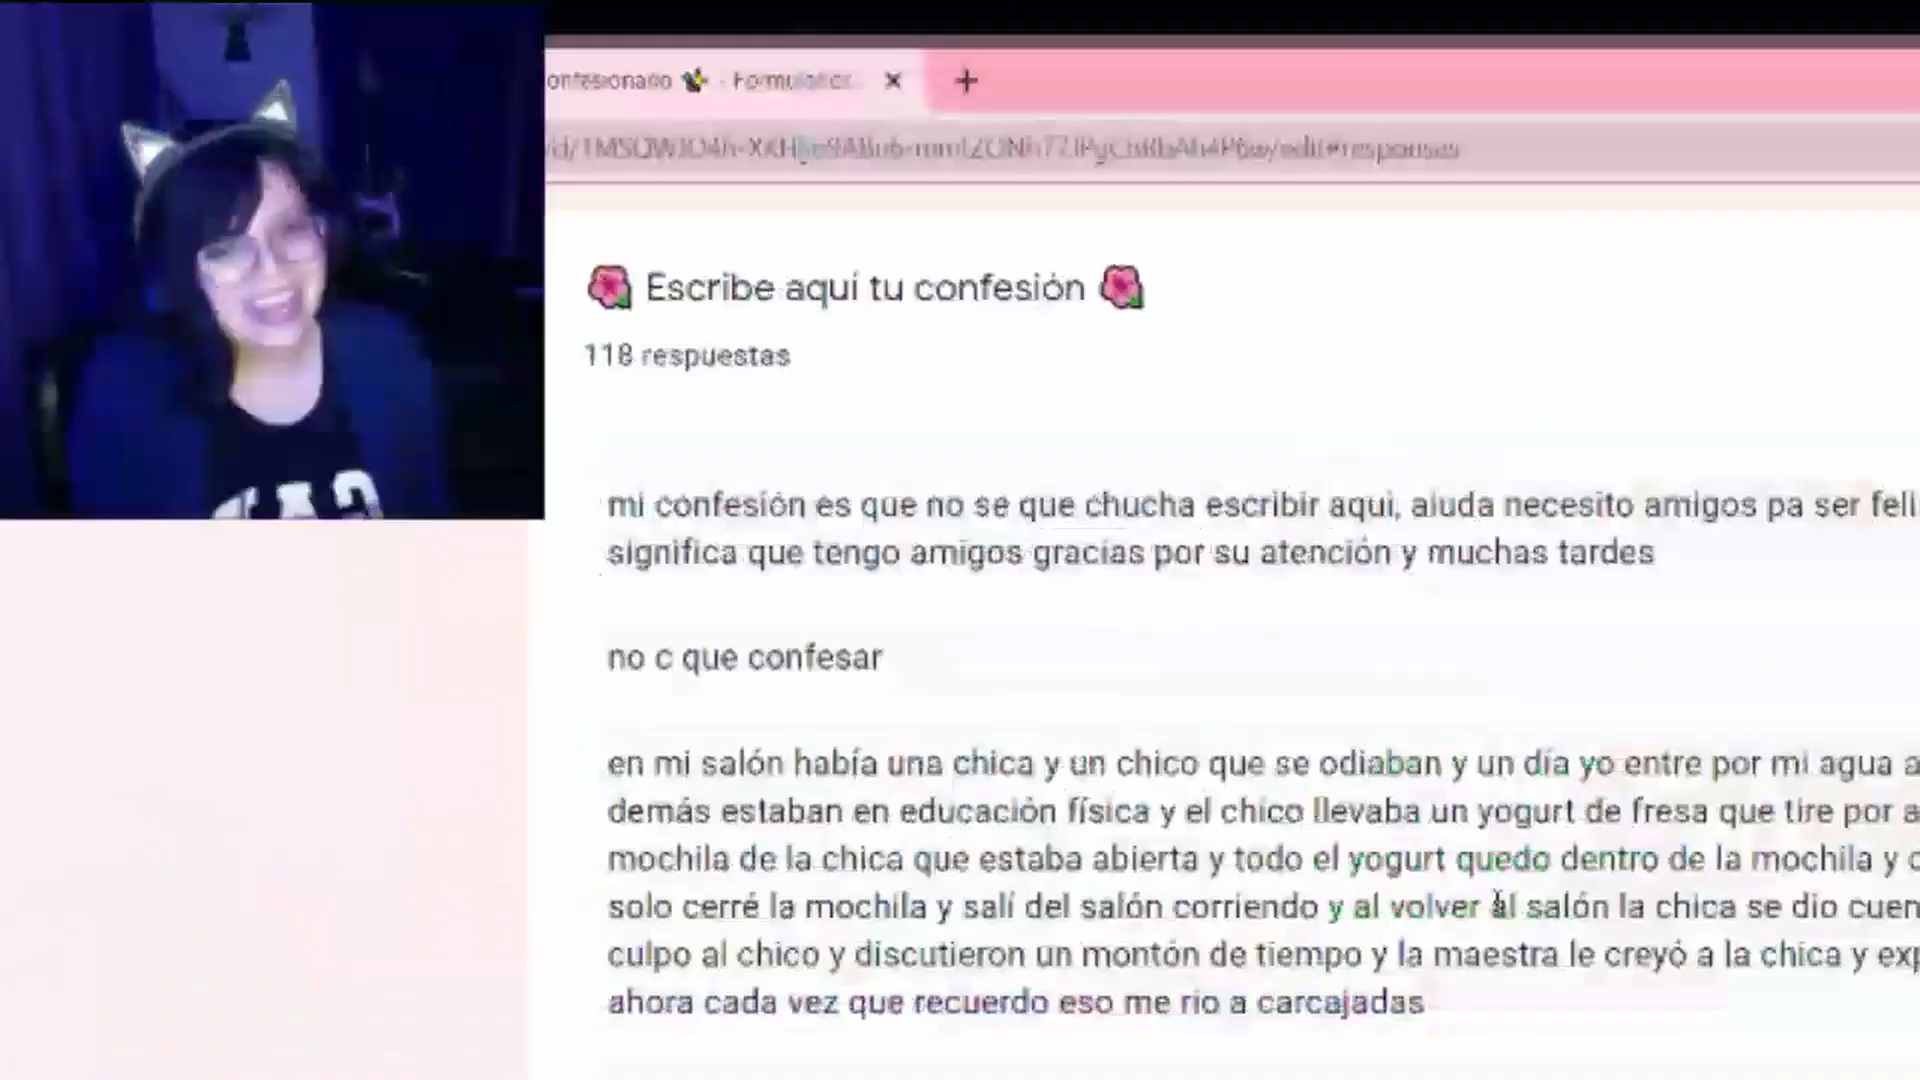 Formularios
🌺 Escribe aquí tu confesión 🌺
118 respuestas
mi confesión es que no se que chucha escribir aqui, aiuda necesito amigos pa ser feli
significa que tengo amigos gracias por su atención y muchas tardes
no c que confesar
en mi salón había una chica y un chico que se odiaban y un día yo entre por mi agua a
demás estaban en educación física y el chico llevaba un yogurt de fresa que tire por a
mochila de la chica que estaba abierta y todo el yogurt quedo dentro de la mochila y
solo cerré la mochila y salí del salón corriendo y al volver al salón la chica se dio cuen
culpo al chico y discutieron un montón de tiempo y la maestra le creyó a la chica y exp
ahora cada vez que recuerdo eso me rio a carcajadas